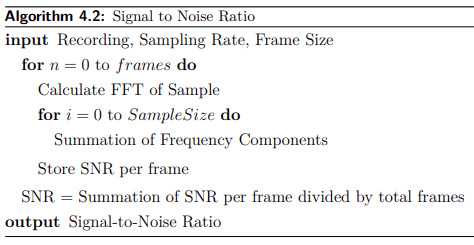 Algorithm 4.2: Signal to Noise Ratio
input Recording, Sampling Rate, Frame Size
for n = 0 to frames do
Calculate FFT of Sample
for i = 0 to SampleSize do
Summation of Frequency Components
Store SNR per frame
SNR = Summation of SNR per frame divided by total frames
output Signal-to-Noise Ratio